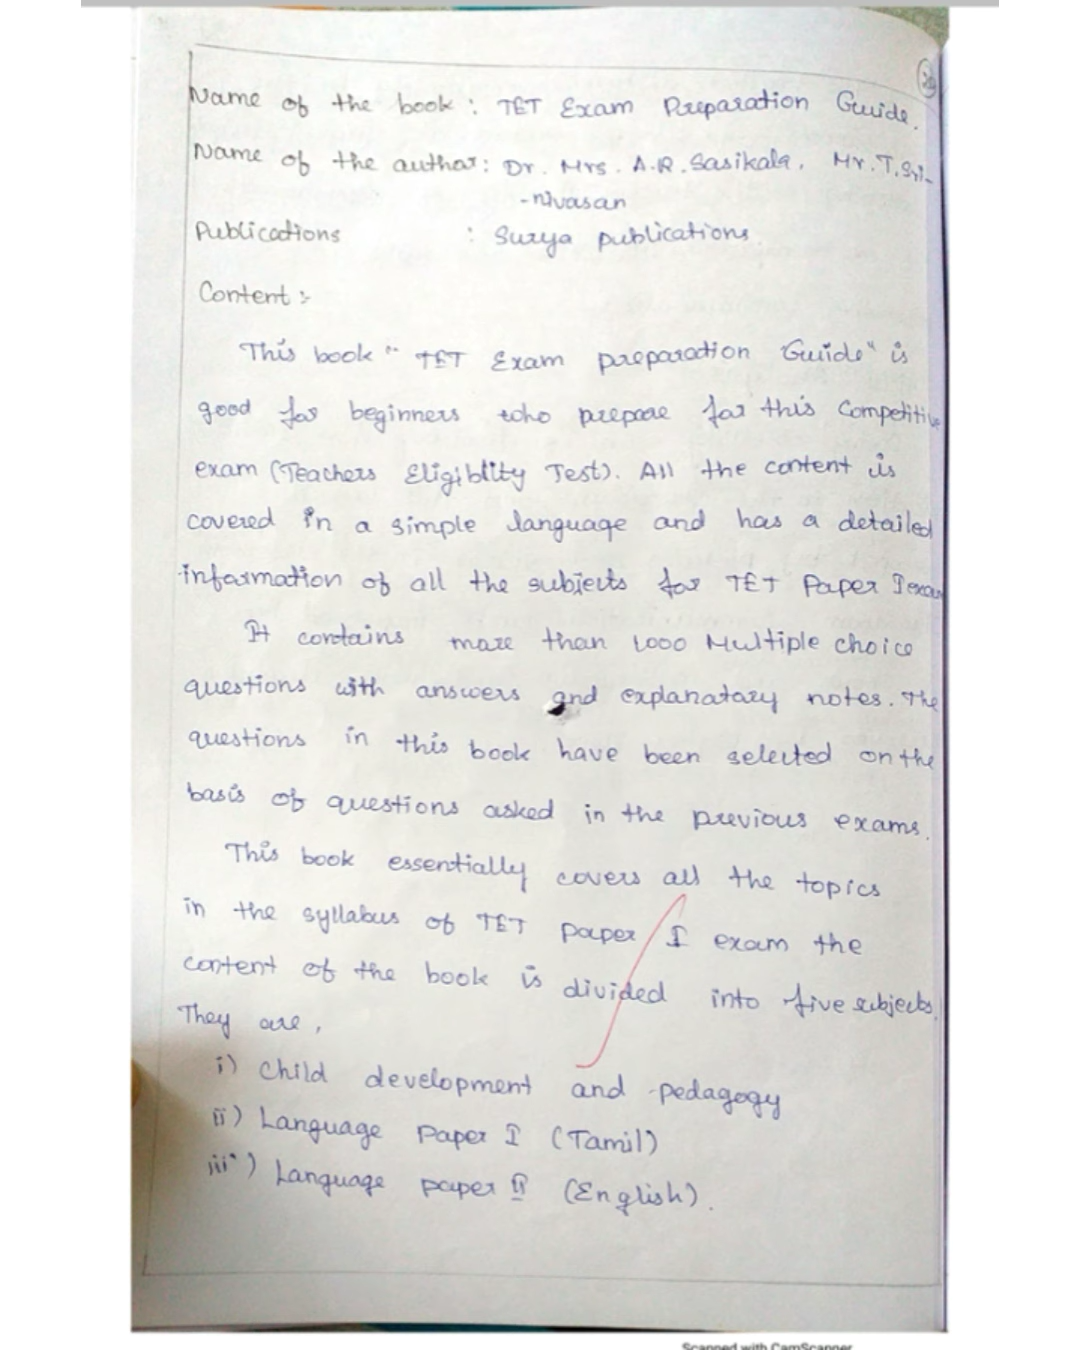 Name of the book : TET Exam Preparation Guide.
Name of the author : Dr. Mrs. A.R. Sasikala, Mr. T. Sri-
-nivasan
Publications : Surya publications.
Content :-
This book " TET Exam preparation Guide" is
good for beginners who prepare for this Competitive
exam (Teachers Eligiblity Test). All the content is
covered in a simple language and has a detailed
information of all the subjects for TET Paper I exam
It contains more than 1000 Multiple choice
questions with answers and explanatary notes. The
questions in this book have been selected on the
basis of questions asked in the previous exams.
This book essentially covers all the topics
in the syllabus of TET paper I exam the
content of the book is divided into five subjects.
They are,
i) Child development and pedagogy
ii) Language Paper I (Tamil)
iii) Language paper II (English).
Scanned with CamScanner